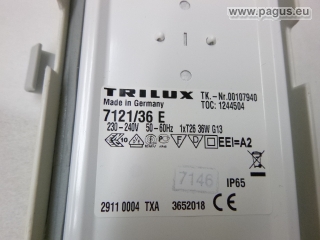 www.pagus.eu
TRILUX
TK.-Nr.00107940
Made in Germany
TOC: 1244504
7121/36 E
230-240V 50-60Hz 1xT26 36W G13
10 F D EEI=A2
7146
IP65
2911 0004 TXA 3652018